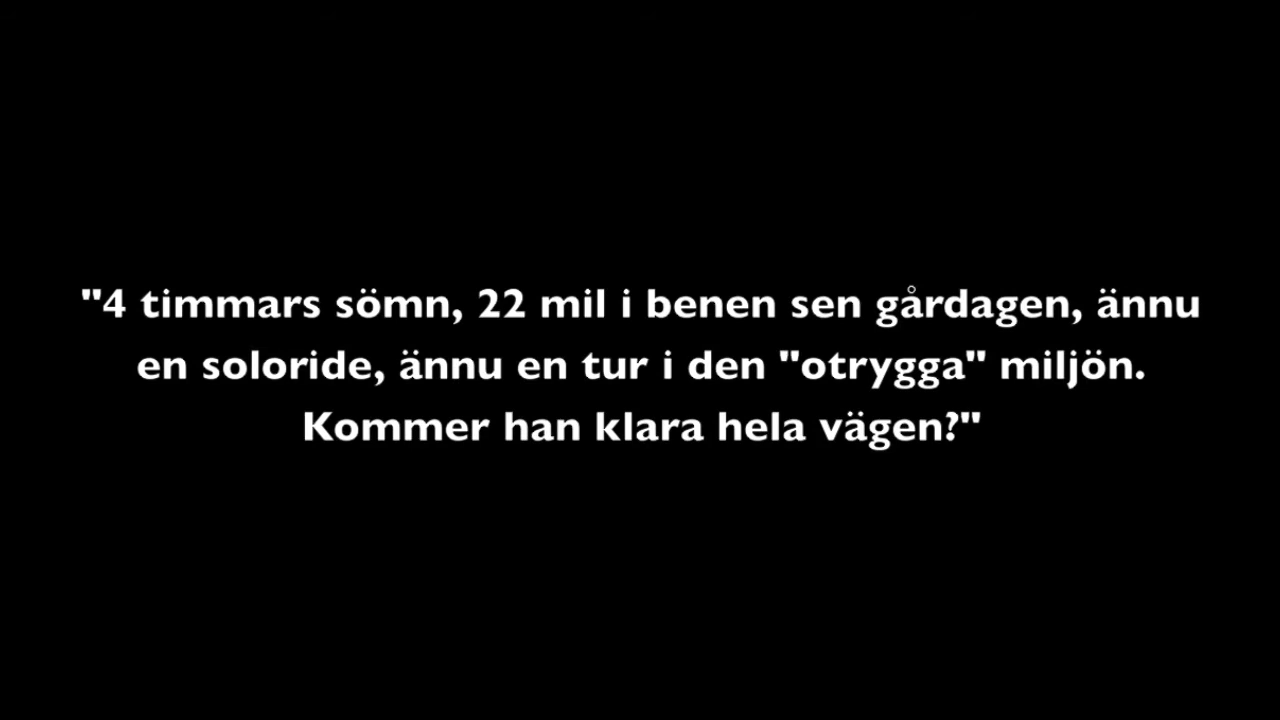 "4 timmars sömn, 22 mil i benen sen gårdagen, ännu
en soloride, ännu en tur i den "otrygga" miljön.
Kommer han klara hela vägen?"